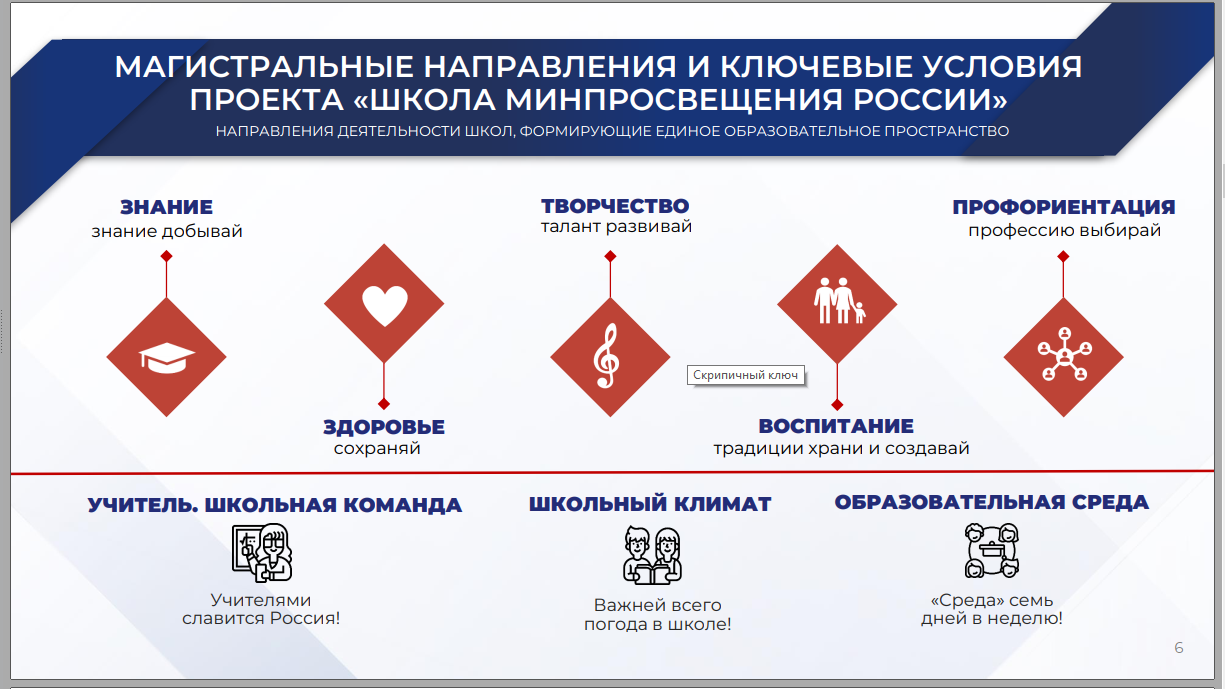 МАГИСТРАЛЬНЫЕ НАПРАВЛЕНИЯ И КЛЮЧЕВЫЕ УСЛОВИЯ
ПРОЕКТА «ШКОЛА МИНПРОСВЕЩЕНИЯ РОССИИ»
НАПРАВЛЕНИЯ ДЕЯТЕЛЬНОСТИ ШКОЛ, ФОРМИРУЮЩИЕ ЕДИНОЕ ОБРАЗОВАТЕЛЬНОЕ ПРОСТРАНСТВО
ЗНАНИЕ
знание добывай
ТВОРЧЕСТВО
талант развивай
ПРОФОРИЕНТАЦИЯ
профессию выбирай
Скрипичный ключ
ЗДОРОВЬЕ
сохраняй
ВОСПИТАНИЕ
традиции храни и создавай
УЧИТЕЛЬ. ШКОЛЬНАЯ КОМАНДА
Учителями
славится Россия!
ШКОЛЬНЫЙ КЛИМАТ
Важней всего
погода в школе!
ОБРАЗОВАТЕЛЬНАЯ СРЕДА
«Среда» семь
дней в неделю!
6